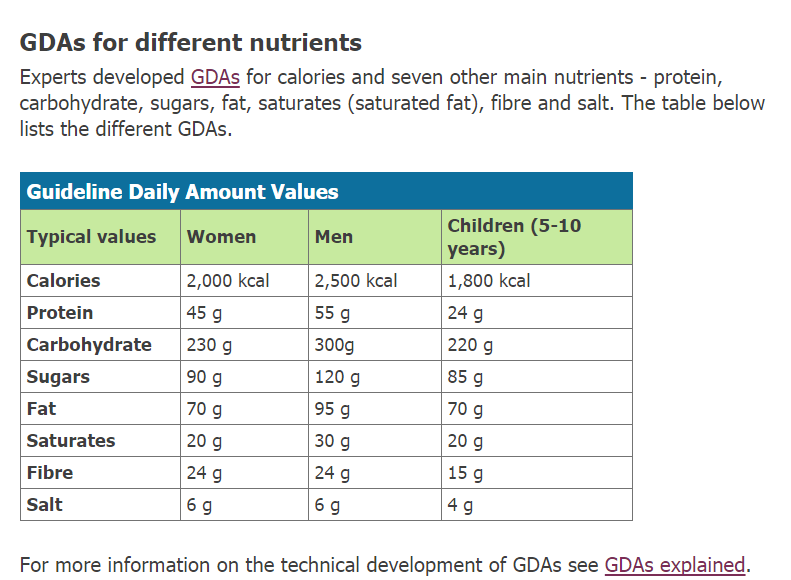 GDAs for different nutrients
Experts developed GDAs for calories and seven other main nutrients - protein,
carbohydrate, sugars, fat, saturates (saturated fat), fibre and salt. The table below
lists the different GDAs.
Guideline Daily Amount Values
Typical values Women Men Children (5-10 years)
Calories 2,000 kcal 2,500 kcal 1,800 kcal
Protein 45 g 55 g 24 g
Carbohydrate 230 g 300g 220 g
Sugars 90 g 120 g 85 g
Fat 70 g 95 g 70 g
Saturates 20 g 30 g 20 g
Fibre 24 g 24 g 15 g
Salt 6 g 6 g 4 g
For more information on the technical development of GDAs see GDAs explained.